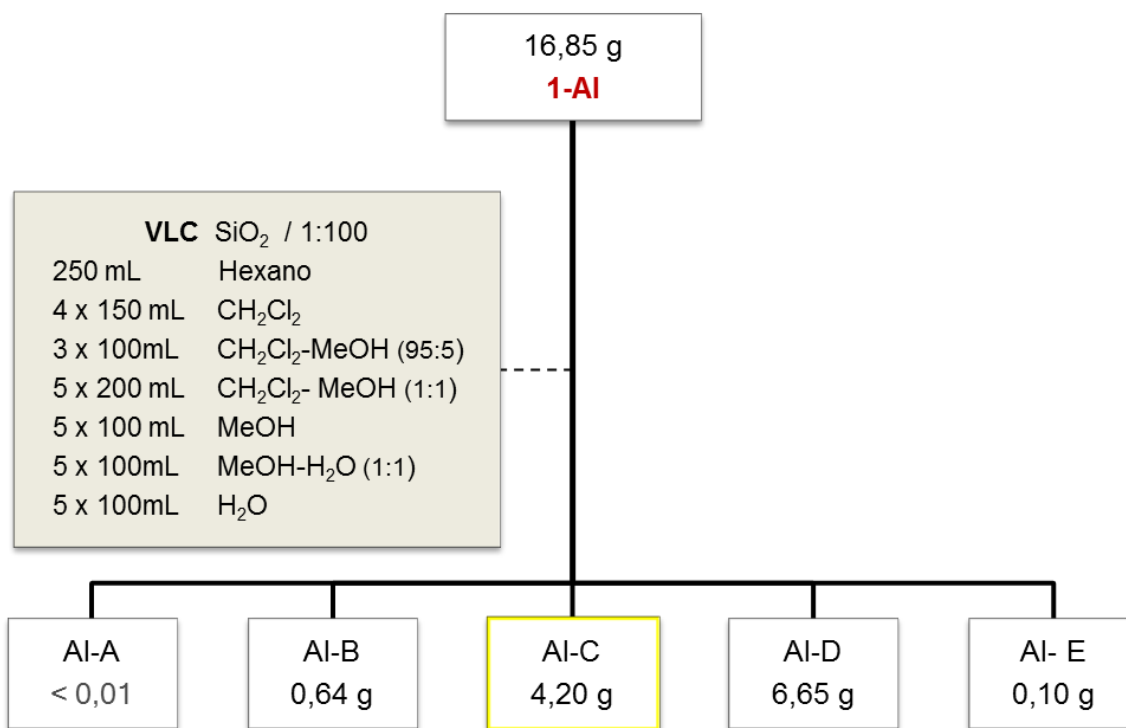 16,85 g
1-Al
VLC SiO₂ / 1:100
250 mL Hexano
4 x 150 mL CH₂Cl₂
3 x 100mL CH₂Cl₂-MeOH (95:5)
5 x 200 mL CH₂Cl₂- MeOH (1:1)
5 x 100 mL MeOH
5 x 100mL MeOH-H₂O (1:1)
5 x 100mL H₂O
Al-A
< 0,01
Al-B
0,64 g
Al-C
4,20 g
Al-D
6,65 g
Al- E
0,10 g